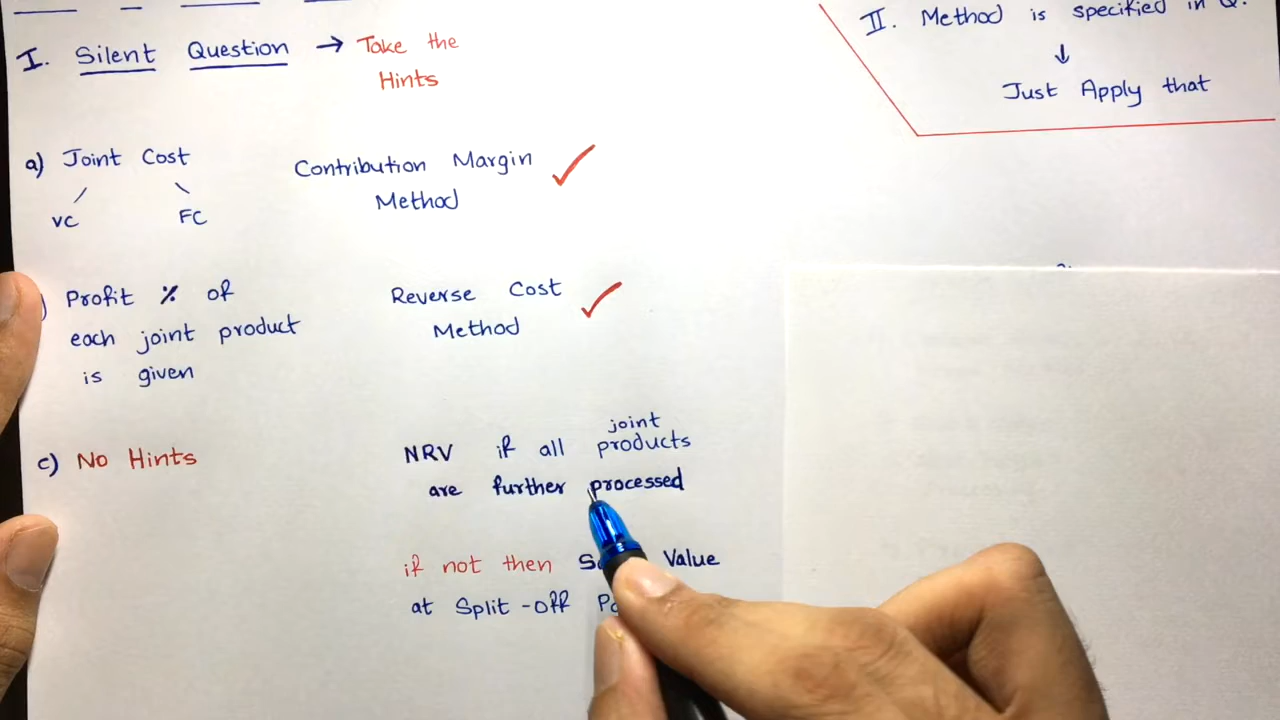 I. Silent Question → Take the
Hints
II. Method is specified in Q.
↓
Just Apply that
a) Joint Cost
VC FC
Contribution Margin
Method ✓
) Profit % of
each joint product
is given
Reverse Cost
Method ✓
c) No Hints
NRV if all joint products
are further processed
if not then Value
at Split-off